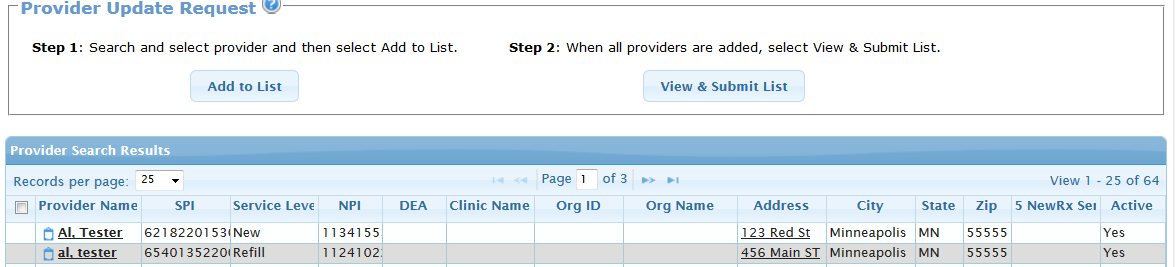 Provider Update Request ?
Step 1: Search and select provider and then select Add to List. Step 2: When all providers are added, select View & Submit List.
Add to List View & Submit List
Provider Search Results
Records per page: 25 Page 1 of 3 View 1 - 25 of 64
Provider Name SPI Service Leve NPI DEA Clinic Name Org ID Org Name Address City State Zip 5 NewRx Ser Active
Al, Tester 6218220153 New 1134155 123 Red St Minneapolis MN 55555 Yes
al, tester 6540135220 Refill 1124102 456 Main ST Minneapolis MN 55555 Yes